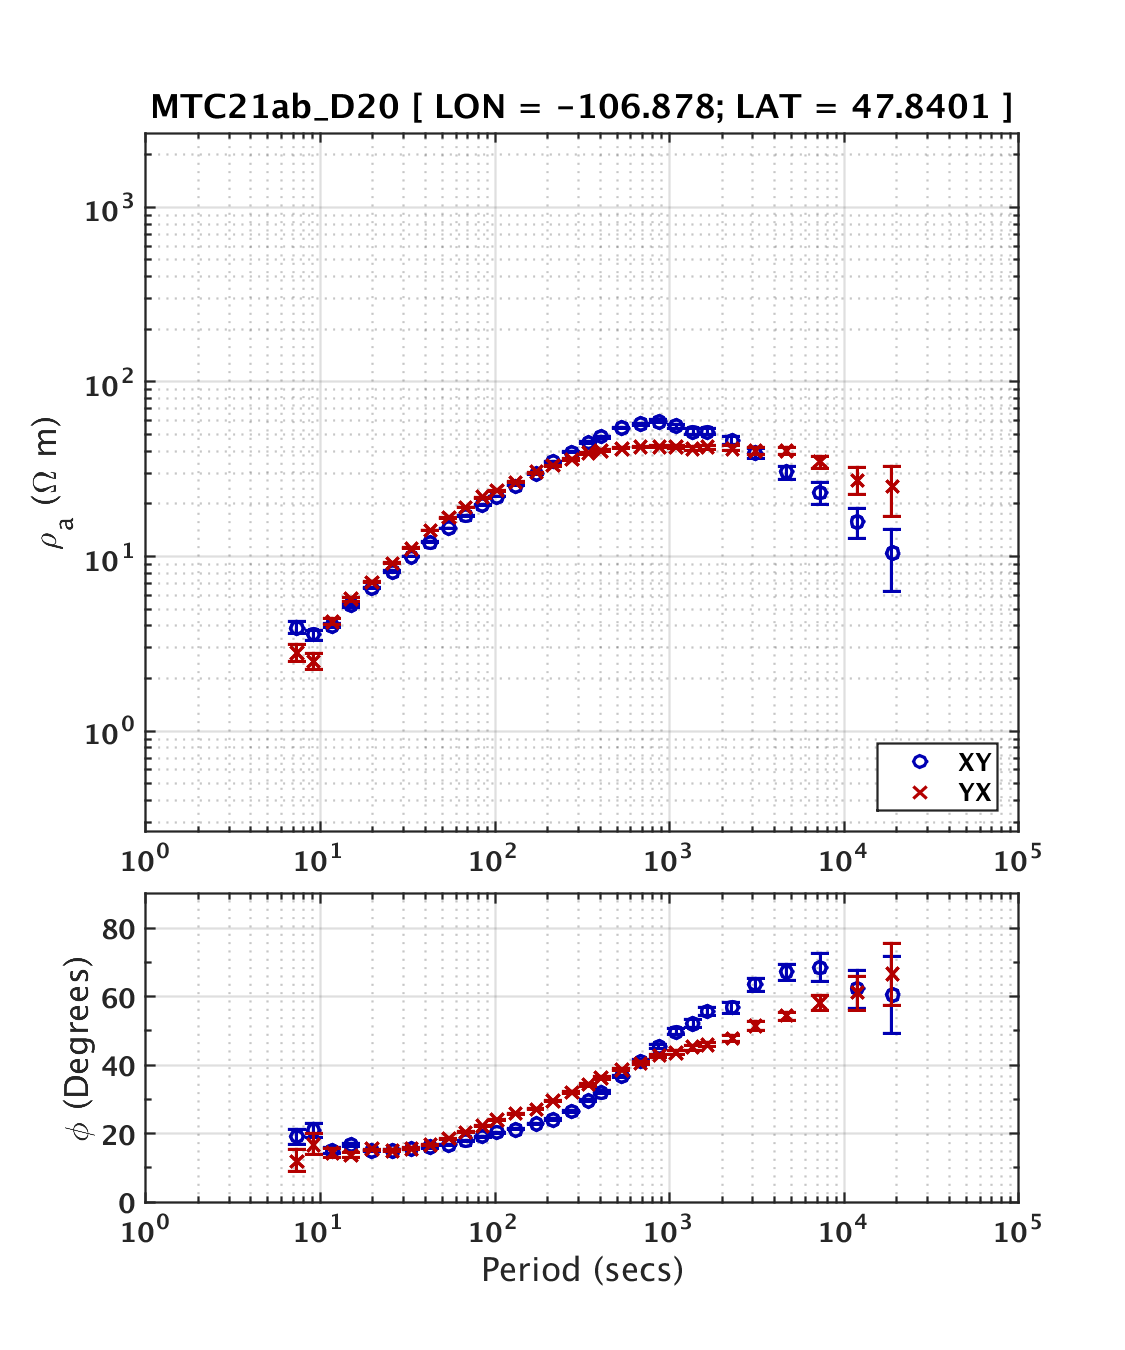 MTC21ab_D20 [ LON = −106.878; LAT = 47.8401 ]
10³
10²
10¹
10⁰
ρa (Ω m)
XY
YX
10⁰ 10¹ 10² 10³ 10⁴ 10⁵
80
60
40
20
0
ϕ (Degrees)
10⁰ 10¹ 10² 10³ 10⁴ 10⁵
Period (secs)